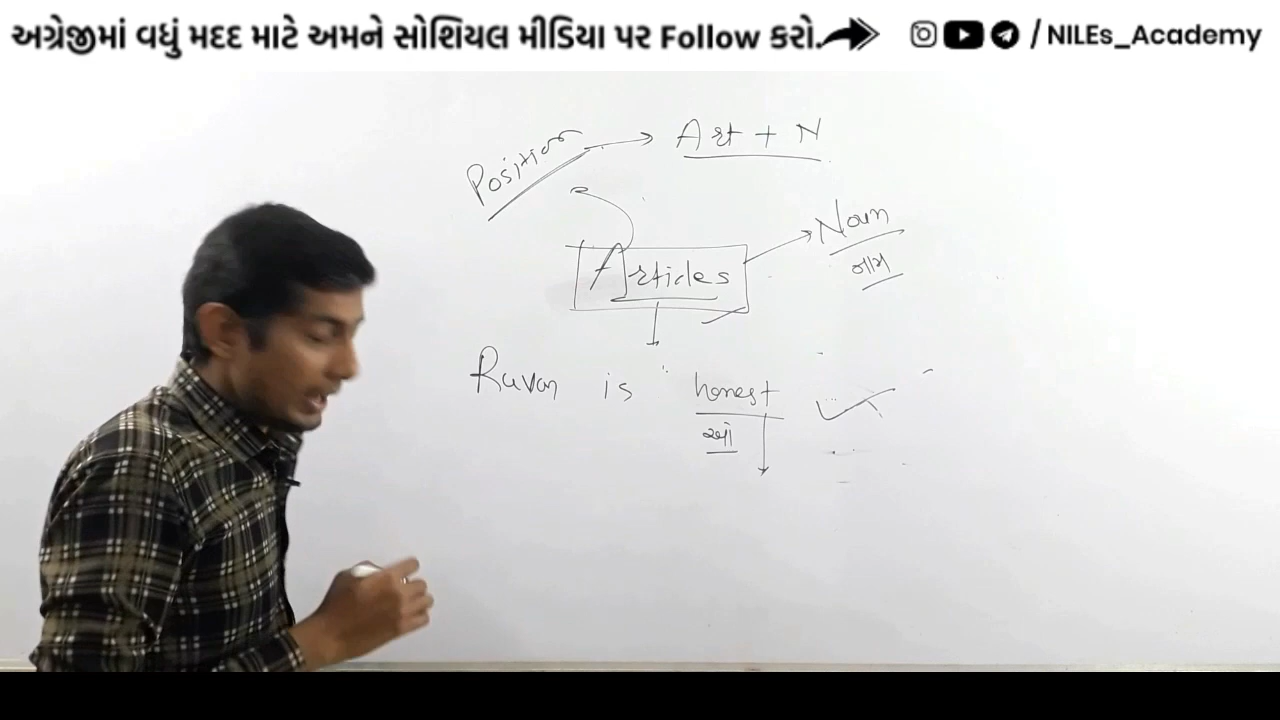 અગ્રેજીમાં વધું મદદ માટે અમને સોશિયલ મીડિયા પર Follow કરો. / NILEs_Academy
Position → Art + N
Articles
Noun
નામ
Ravan is honest ✓
ઓ